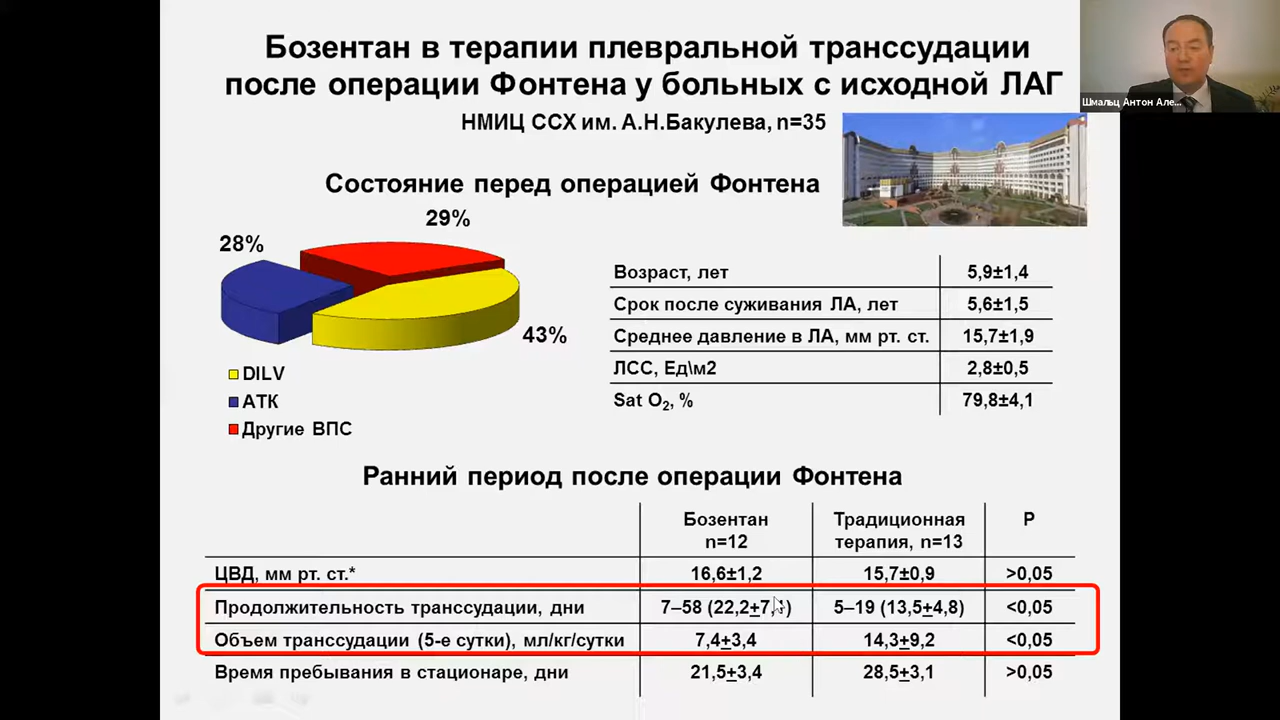 Бозентан в терапии плевральной транссудации
после операции Фонтена у больных с исходной ЛАГ
Шмальц Антон Але...
НМИЦ ССХ им. А.Н.Бакулева, n=35
Состояние перед операцией Фонтена
29%
28%
43%
DILV
АТК
Другие ВПС
Возраст, лет 5,9±1,4
Срок после суживания ЛА, лет 5,6±1,5
Среднее давление в ЛА, мм рт. ст. 15,7±1,9
ЛСС, Ед\м2 2,8±0,5
Sat O2, % 79,8±4,1
Ранний период после операции Фонтена
Бозентан Традиционная P
n=12 терапия, n=13
ЦВД, мм рт. ст.* 16,6±1,2 15,7±0,9 >0,05
Продолжительность транссудации, дни 7–58 (22,2±7, ) 5–19 (13,5±4,8) <0,05
Объем транссудации (5-е сутки), мл/кг/сутки 7,4±3,4 14,3±9,2 <0,05
Время пребывания в стационаре, дни 21,5±3,4 28,5±3,1 >0,05